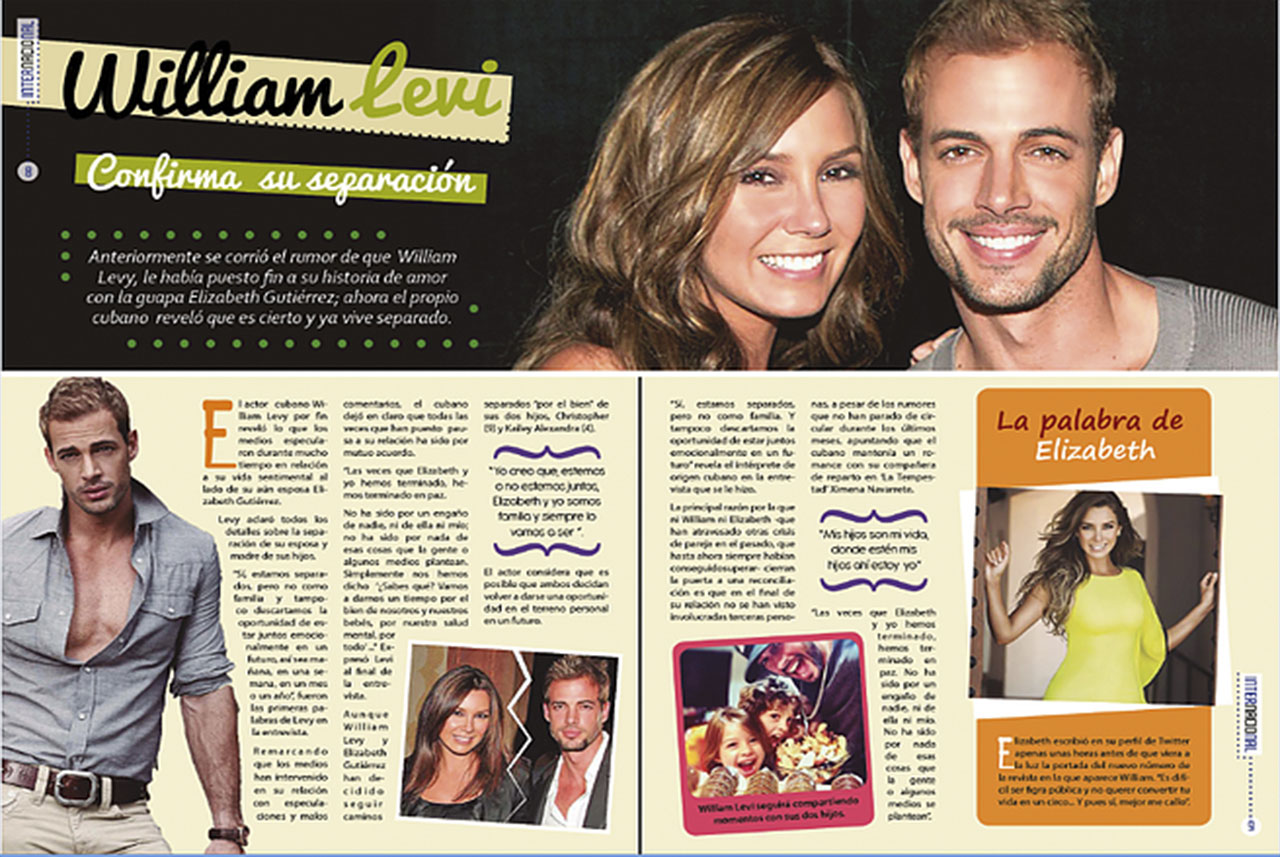 INTERNACIONAL
William Levi
Confirma su separación
8
Anteriormente se corrió el rumor de que William
Levy, le había puesto fin a su historia de amor
con la guapa Elizabeth Gutiérrez; ahora el propio
cubano reveló que es cierto y ya vive separado.
El actor cubano Wi-
lliam Levy por fin
reveló lo que los
medios especula-
ron durante mucho
tiempo en relación
a su vida sentimental al
lado de su aún esposa Eli-
zabeth Gutiérrez.
Levy aclaró todos los
detalles sobre la sepa-
ración de su esposa y
madre de sus hijos.
"Sí, estamos separa-
dos, pero no como
familia y tampo-
co descartamos la
oportunidad de es-
tar juntos emocio-
nalmente en un
futuro, así sea ma-
ñana, en una se-
mana, en un mes
o un año", fueron
las primeras pa-
labras de Levy en
la entrevista.
Remarcando
que los medios
han intervenido
en su relación
con especula-
ciones y malos
comentarios, el cubano
dejó en claro que todas las
veces que han puesto pau-
sa a su relación ha sido por
mutuo acuerdo.
"Las veces que Elizabeth y
yo hemos terminado, he-
mos terminado en paz.
No ha sido por un engaño
de nadie, ni de ella ni mío;
no ha sido por nada de
esas cosas que la gente o
algunos medios plantean.
Simplemente nos hemos
dicho '¿Sabes qué? Vamos
a darnos un tiempo por el
bien de nosotros y nuestros
bebés, por nuestra salud
mental, por
todo'..." Ex-
presó Levi
al final de
la entre-
vista.
Aunque
William
Levy y
Elizabeth
Gutiérrez
han de-
cidido
seguir
caminos
separados "por el bien" de
sus dos hijos, Christopher
(9) y Kailey Alexandra (4).
"Yo creo que, estemos
o no estemos juntos,
Elizabeth y yo somos
familia y siempre lo
vamos a ser ".
El actor considera que es
posible que ambos decidan
volver a darse una oportuni-
dad en el terreno personal
en un futuro.
"Sí, estamos separados,
pero no como familia. Y
tampoco descartamos la
oportunidad de estar juntos
emocionalmente en un fu-
turo" revela el intérprete de
origen cubano en la entre-
vista que se le hizo.
La principal razón por la que
ni William ni Elizabeth -que
han atravesado otras crisis
de pareja en el pasado, que
hasta ahora siempre habían
conseguidosuperar- cierran
la puerta a una reconcilia-
ción es que en el final de
su relación no se han visto
involucradas terceras perso-
nas, a pesar de los rumores
que no han parado de cir-
cular durante los últimos
meses, apuntando que el
cubano mantenía un ro-
mance con su compañera
de reparto en 'La Tempes-
tad' Ximena Navarrete.
"Mis hijos son mi vida,
donde estén mis
hijos ahí estoy yo"
"Las veces que Elizabeth
y yo hemos
terminado,
hemos ter-
minado en
paz. No ha
sido por un
engaño de
nadie, ni de
ella ni mío.
No ha sido
por nada
de esas
cosas que
la gente
o algunos
medios se
plantean".
William Levi seguirá compartiendo
momentos con sus dos hijos.
La palabra de
Elizabeth
Elizabeth escribió en su perfil de Twitter
apenas unas horas antes de que viera a
la luz la portada del nuevo número de
la revista en la que aparece William. "Es difí-
cil ser figra pública y no querer convertir tu
vida en un circo... Y pues sí, mejor me callo".
INTERNACIONAL